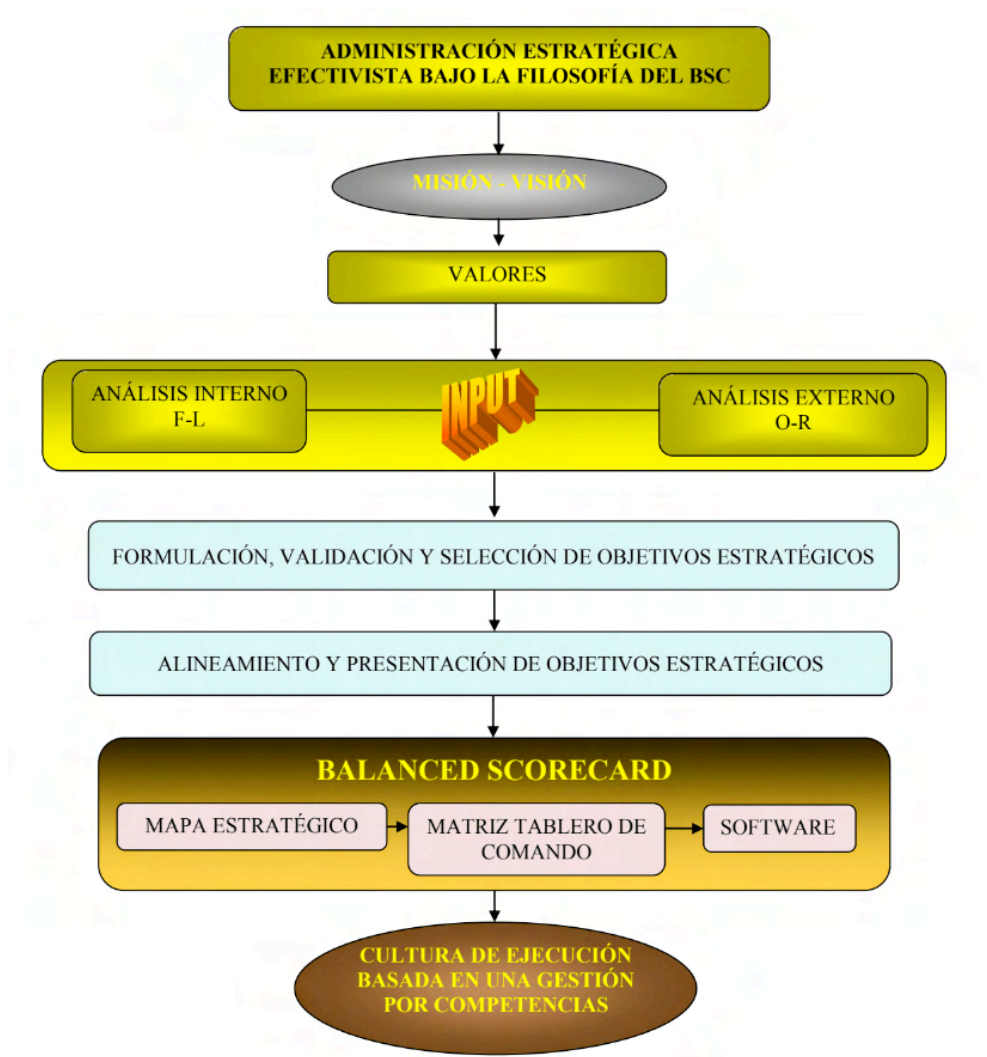 ADMINISTRACIÓN ESTRATÉGICA
EFECTIVISTA BAJO LA FILOSOFÍA DEL BSC
MISIÓN - VISIÓN
VALORES
ANÁLISIS INTERNO
F-L
INPUT
ANÁLISIS EXTERNO
O-R
FORMULACIÓN, VALIDACIÓN Y SELECCIÓN DE OBJETIVOS ESTRATÉGICOS
ALINEAMIENTO Y PRESENTACIÓN DE OBJETIVOS ESTRATÉGICOS
BALANCED SCORECARD
MAPA ESTRATÉGICO
MATRIZ TABLERO DE
COMANDO
SOFTWARE
CULTURA DE EJECUCIÓN
BASADA EN UNA GESTIÓN
POR COMPETENCIAS